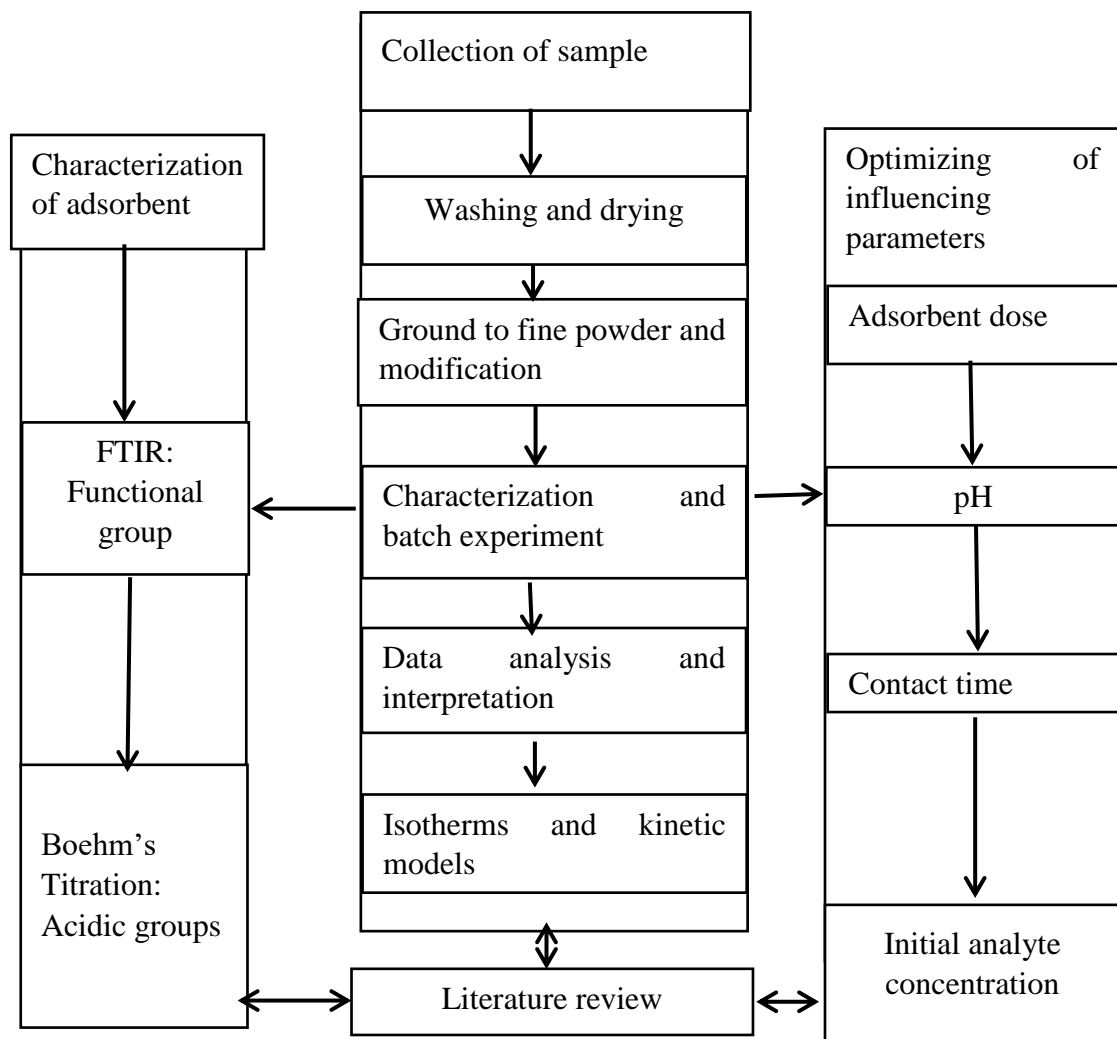 Collection of sample
Characterization
of adsorbent
Optimizing of
influencing
parameters
Washing and drying
Ground to fine powder and
modification
Adsorbent dose
FTIR:
Functional
group
Characterization and
batch experiment
pH
Data analysis and
interpretation
Contact time
Isotherms and kinetic
models
Boehm’s
Titration:
Acidic groups
Initial analyte
concentration
Literature review